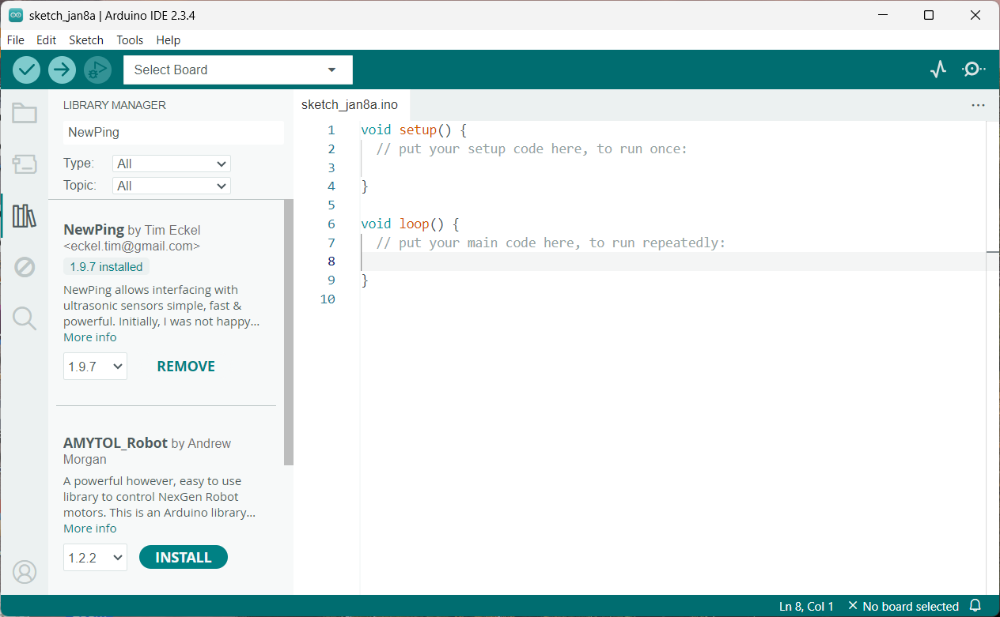 sketch_jan8a | Arduino IDE 2.3.4
File Edit Sketch Tools Help
Select Board
LIBRARY MANAGER
NewPing
Type: All
Topic: All
NewPing by Tim Eckel
<eckel.tim@gmail.com>
1.9.7 installed
NewPing allows interfacing with
ultrasonic sensors simple, fast &
powerful. Initially, I was not happy...
More info
1.9.7 REMOVE
AMYTOL_Robot by Andrew
Morgan
A powerful however, easy to use
library to control NexGen Robot
motors. This is an Arduino library...
More info
1.2.2 INSTALL
sketch_jan8a.ino
1 void setup() {
2 // put your setup code here, to run once:
3
4 }
5
6 void loop() {
7 // put your main code here, to run repeatedly:
8
9 }
10
Ln 8, Col 1 × No board selected